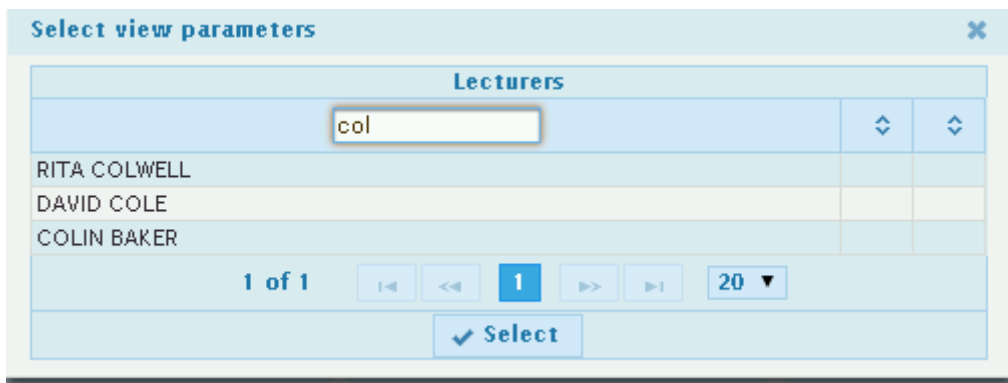 Select view parameters
Lecturers
col
RITA COLWELL
DAVID COLE
COLIN BAKER
1 of 1 1 20
Select